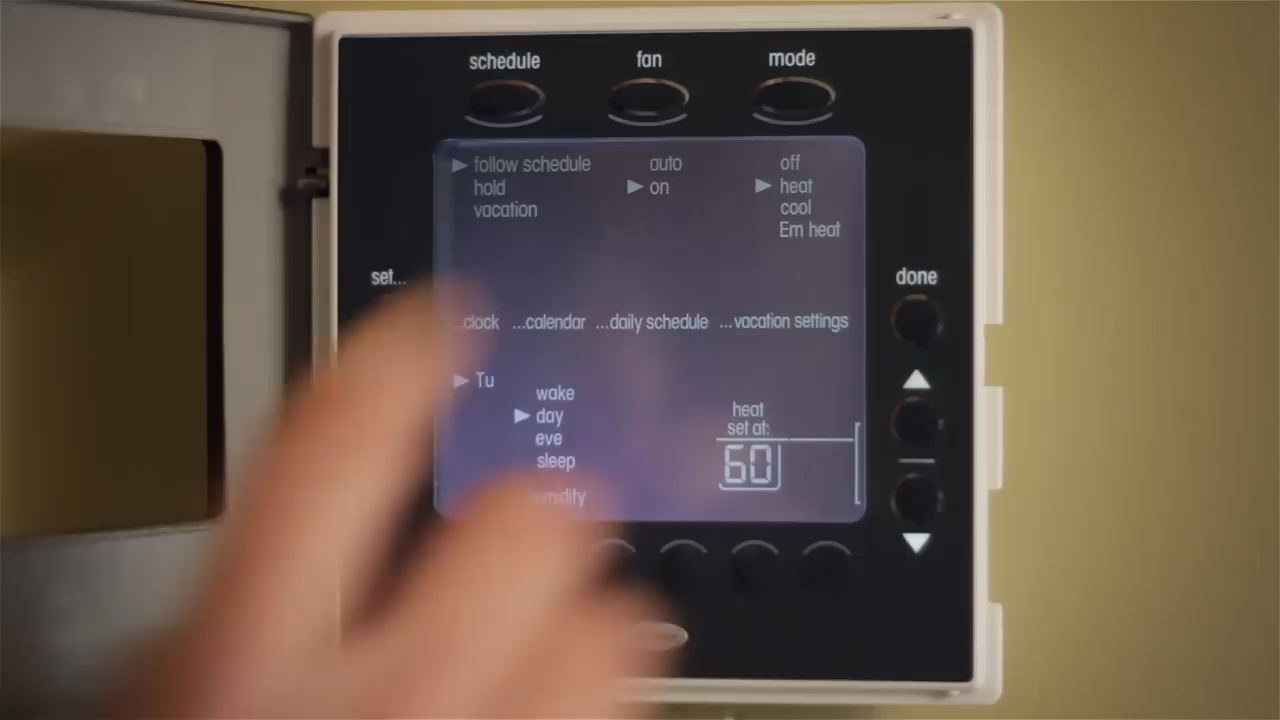 schedule fan mode
follow schedule auto off
hold on heat
vacation cool
Em heat
set... done
...clock ...calendar ...daily schedule ...vacation settings
Tu
wake
day heat
eve set at:
sleep 60
humidity